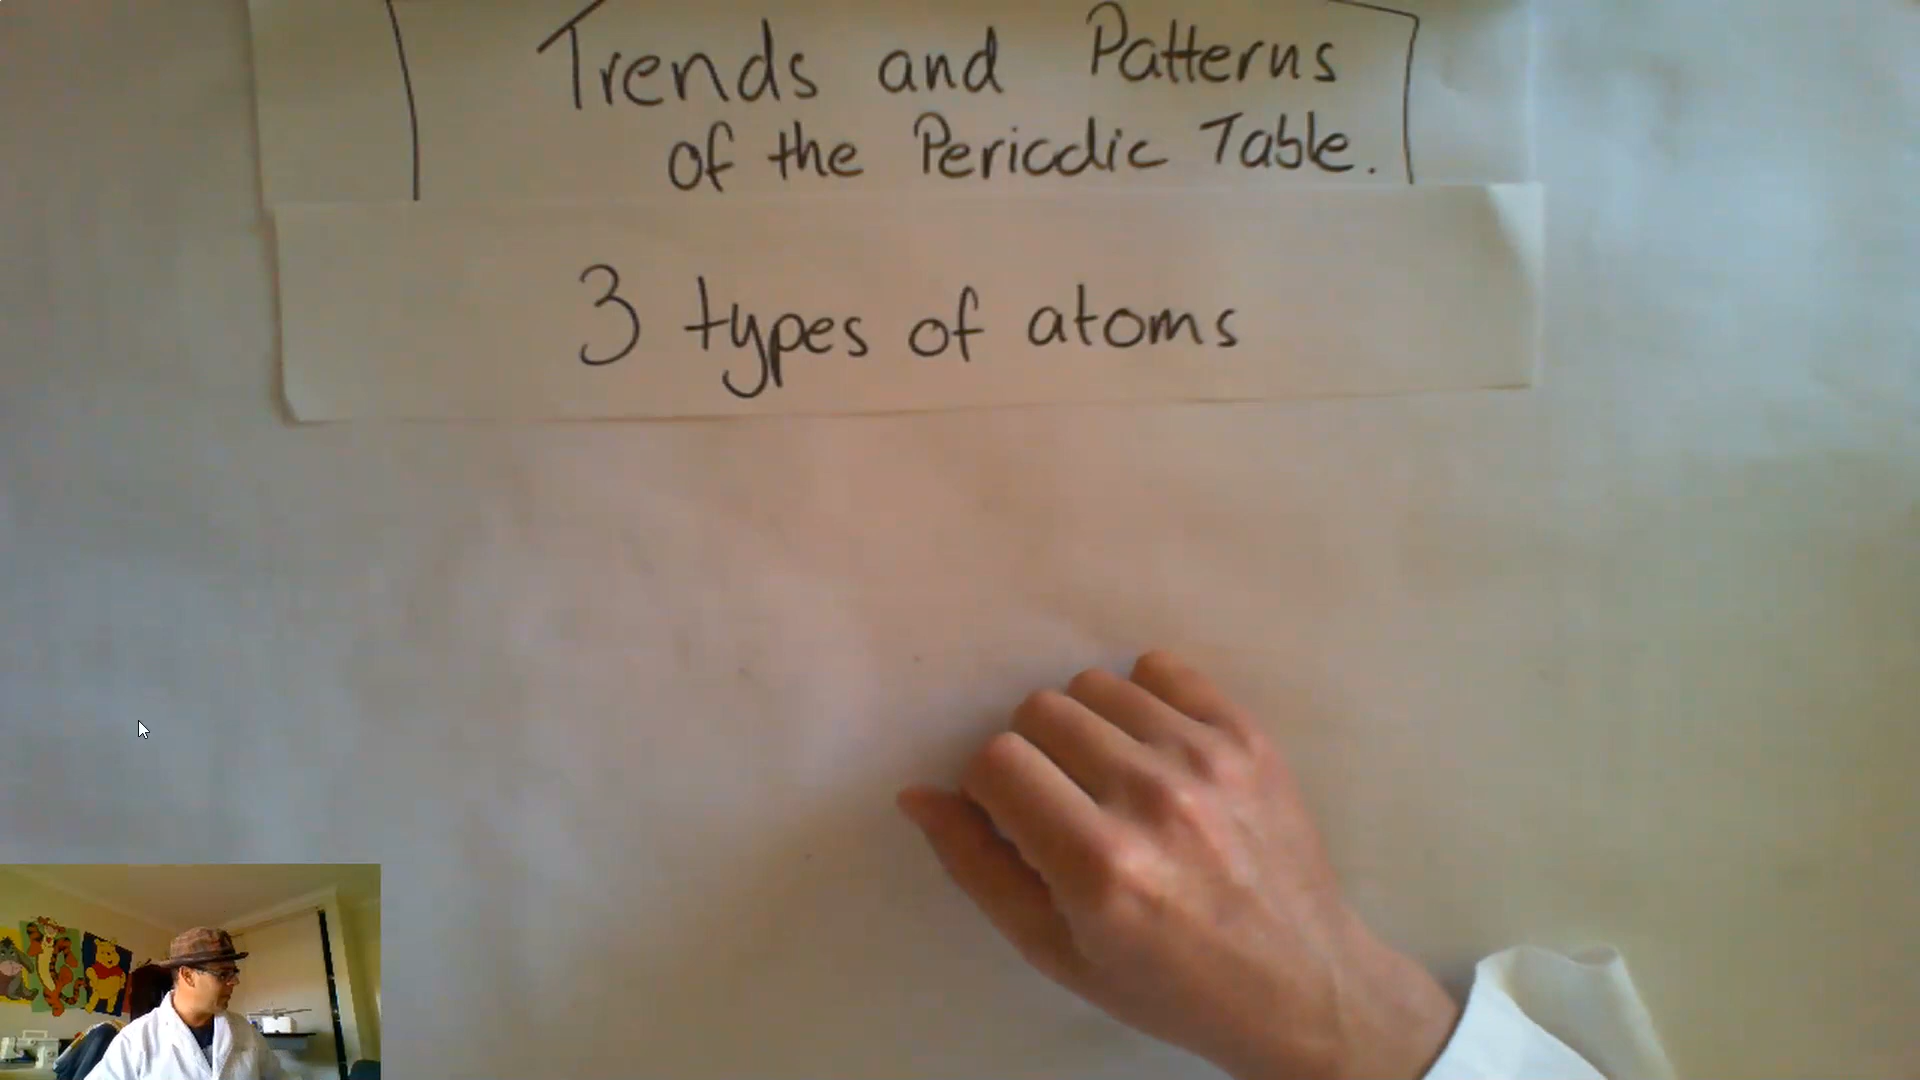 Trends and Patterns
of the Periodic Table.
3 types of atoms